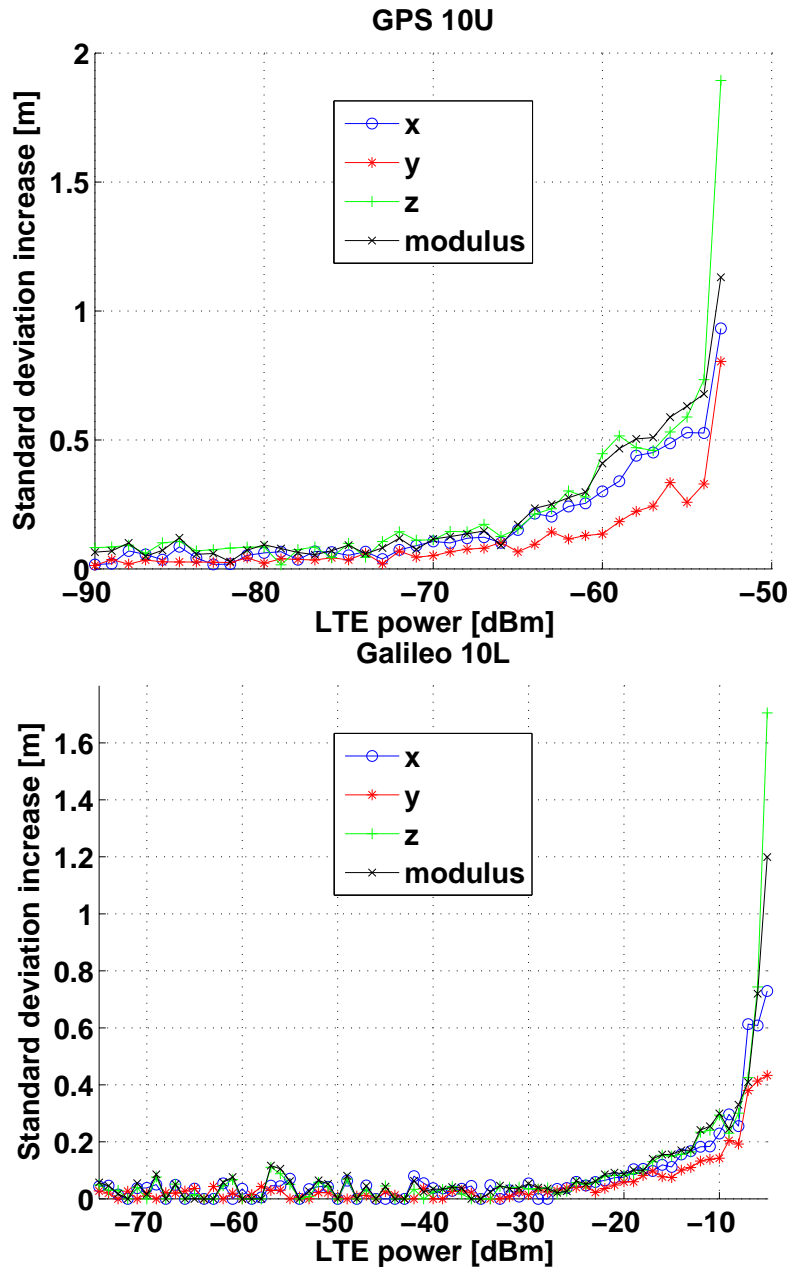 GPS 10U
Standard deviation increase [m]
2
1.5
1
0.5
0
x
y
z
modulus
−90 −80 −70 −60 −50
LTE power [dBm]
Galileo 10L
Standard deviation increase [m]
1.6
1.4
1.2
1
0.8
0.6
0.4
0.2
0
x
y
z
modulus
−70 −60 −50 −40 −30 −20 −10
LTE power [dBm]